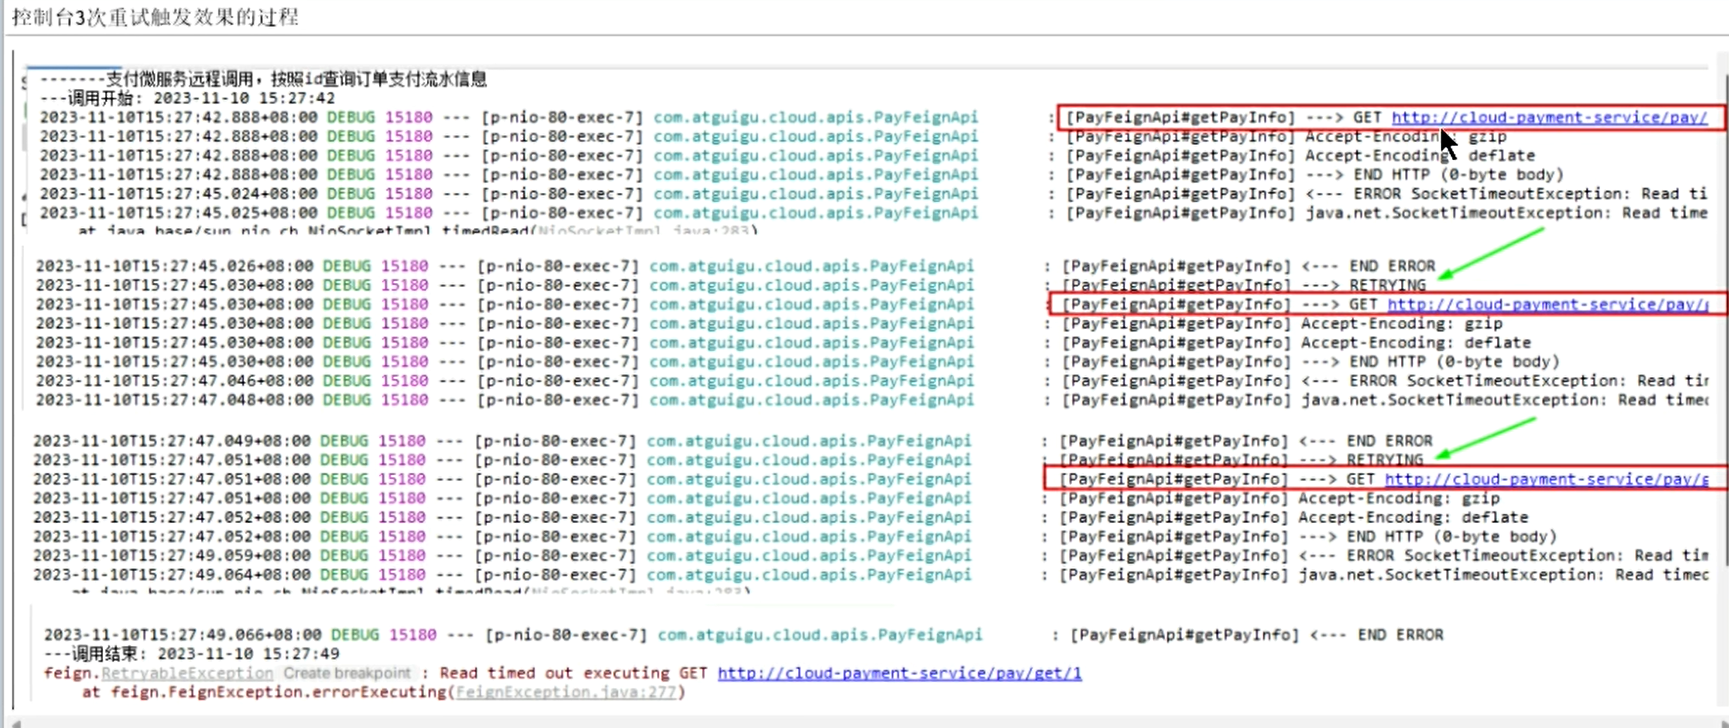 控制台3次重试触发效果的过程
-------支付微服务远程调用，按照id查询订单支付流水信息
---调用开始: 2023-11-10 15:27:42
2023-11-10T15:27:42.888+08:00 DEBUG 15180 --- [p-nio-80-exec-7] com.atguigu.cloud.apis.PayFeignApi : [PayFeignApi#getPayInfo] ---> GET http://cloud-payment-service/pay/
2023-11-10T15:27:42.888+08:00 DEBUG 15180 --- [p-nio-80-exec-7] com.atguigu.cloud.apis.PayFeignApi : [PayFeignApi#getPayInfo] Accept-Encoding: gzip
2023-11-10T15:27:42.888+08:00 DEBUG 15180 --- [p-nio-80-exec-7] com.atguigu.cloud.apis.PayFeignApi : [PayFeignApi#getPayInfo] Accept-Encoding: deflate
2023-11-10T15:27:42.888+08:00 DEBUG 15180 --- [p-nio-80-exec-7] com.atguigu.cloud.apis.PayFeignApi : [PayFeignApi#getPayInfo] ---> END HTTP (0-byte body)
2023-11-10T15:27:45.024+08:00 DEBUG 15180 --- [p-nio-80-exec-7] com.atguigu.cloud.apis.PayFeignApi : [PayFeignApi#getPayInfo] <--- ERROR SocketTimeoutException: Read ti
2023-11-10T15:27:45.025+08:00 DEBUG 15180 --- [p-nio-80-exec-7] com.atguigu.cloud.apis.PayFeignApi : [PayFeignApi#getPayInfo] java.net.SocketTimeoutException: Read time
at java.base/sun.nio.ch.NioSocketImpl.timedRead(NioSocketImpl.java:283)
2023-11-10T15:27:45.026+08:00 DEBUG 15180 --- [p-nio-80-exec-7] com.atguigu.cloud.apis.PayFeignApi : [PayFeignApi#getPayInfo] <--- END ERROR
2023-11-10T15:27:45.030+08:00 DEBUG 15180 --- [p-nio-80-exec-7] com.atguigu.cloud.apis.PayFeignApi : [PayFeignApi#getPayInfo] ---> RETRYING
2023-11-10T15:27:45.030+08:00 DEBUG 15180 --- [p-nio-80-exec-7] com.atguigu.cloud.apis.PayFeignApi : [PayFeignApi#getPayInfo] ---> GET http://cloud-payment-service/pay/g
2023-11-10T15:27:45.030+08:00 DEBUG 15180 --- [p-nio-80-exec-7] com.atguigu.cloud.apis.PayFeignApi : [PayFeignApi#getPayInfo] Accept-Encoding: gzip
2023-11-10T15:27:45.030+08:00 DEBUG 15180 --- [p-nio-80-exec-7] com.atguigu.cloud.apis.PayFeignApi : [PayFeignApi#getPayInfo] Accept-Encoding: deflate
2023-11-10T15:27:45.030+08:00 DEBUG 15180 --- [p-nio-80-exec-7] com.atguigu.cloud.apis.PayFeignApi : [PayFeignApi#getPayInfo] ---> END HTTP (0-byte body)
2023-11-10T15:27:47.046+08:00 DEBUG 15180 --- [p-nio-80-exec-7] com.atguigu.cloud.apis.PayFeignApi : [PayFeignApi#getPayInfo] <--- ERROR SocketTimeoutException: Read tim
2023-11-10T15:27:47.048+08:00 DEBUG 15180 --- [p-nio-80-exec-7] com.atguigu.cloud.apis.PayFeignApi : [PayFeignApi#getPayInfo] java.net.SocketTimeoutException: Read timed
2023-11-10T15:27:47.049+08:00 DEBUG 15180 --- [p-nio-80-exec-7] com.atguigu.cloud.apis.PayFeignApi : [PayFeignApi#getPayInfo] <--- END ERROR
2023-11-10T15:27:47.051+08:00 DEBUG 15180 --- [p-nio-80-exec-7] com.atguigu.cloud.apis.PayFeignApi : [PayFeignApi#getPayInfo] ---> RETRYING
2023-11-10T15:27:47.051+08:00 DEBUG 15180 --- [p-nio-80-exec-7] com.atguigu.cloud.apis.PayFeignApi : [PayFeignApi#getPayInfo] ---> GET http://cloud-payment-service/pay/g
2023-11-10T15:27:47.051+08:00 DEBUG 15180 --- [p-nio-80-exec-7] com.atguigu.cloud.apis.PayFeignApi : [PayFeignApi#getPayInfo] Accept-Encoding: gzip
2023-11-10T15:27:47.052+08:00 DEBUG 15180 --- [p-nio-80-exec-7] com.atguigu.cloud.apis.PayFeignApi : [PayFeignApi#getPayInfo] Accept-Encoding: deflate
2023-11-10T15:27:47.052+08:00 DEBUG 15180 --- [p-nio-80-exec-7] com.atguigu.cloud.apis.PayFeignApi : [PayFeignApi#getPayInfo] ---> END HTTP (0-byte body)
2023-11-10T15:27:49.059+08:00 DEBUG 15180 --- [p-nio-80-exec-7] com.atguigu.cloud.apis.PayFeignApi : [PayFeignApi#getPayInfo] <--- ERROR SocketTimeoutException: Read tim
2023-11-10T15:27:49.064+08:00 DEBUG 15180 --- [p-nio-80-exec-7] com.atguigu.cloud.apis.PayFeignApi : [PayFeignApi#getPayInfo] java.net.SocketTimeoutException: Read timed
at java.base/sun.nio.ch.NioSocketImpl.timedRead(NioSocketImpl.java:283)
2023-11-10T15:27:49.066+08:00 DEBUG 15180 --- [p-nio-80-exec-7] com.atguigu.cloud.apis.PayFeignApi : [PayFeignApi#getPayInfo] <--- END ERROR
---调用结束: 2023-11-10 15:27:49
feign.RetryableException Create breakpoint : Read timed out executing GET http://cloud-payment-service/pay/get/1
at feign.FeignException.errorExecuting(FeignException.java:277)